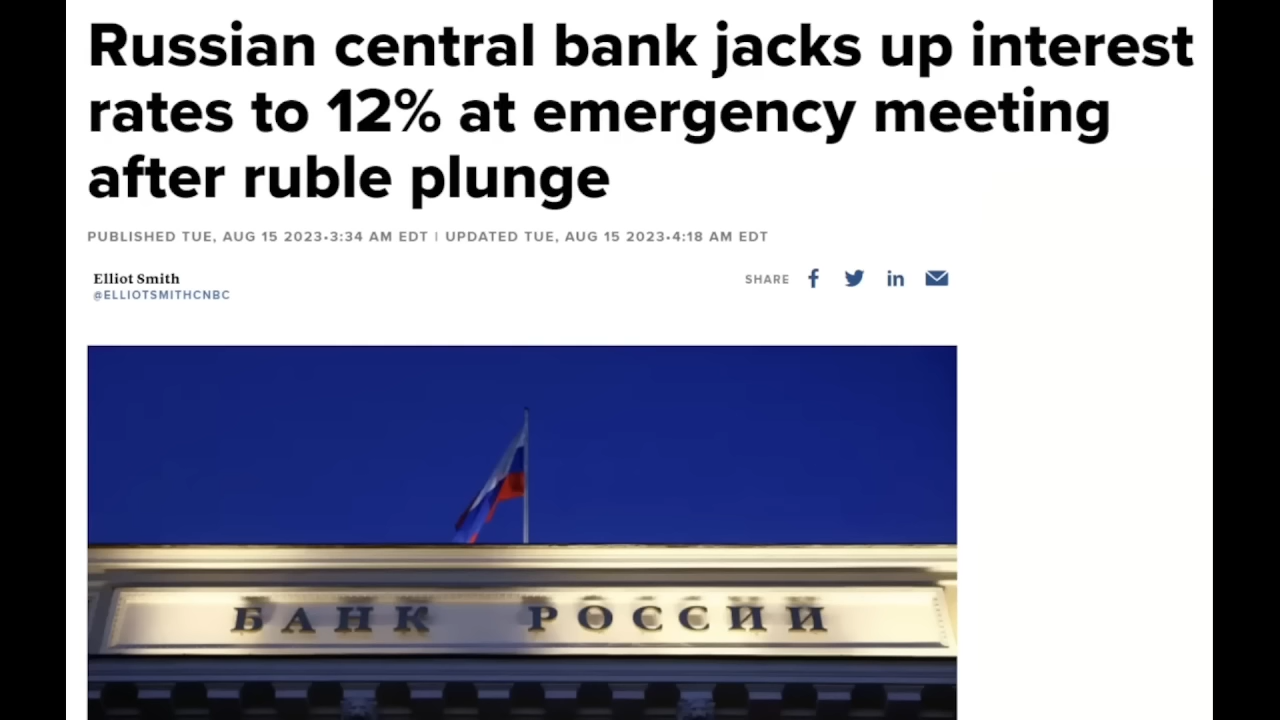 Russian central bank jacks up interest
rates to 12% at emergency meeting
after ruble plunge
PUBLISHED TUE, AUG 15 2023•3:34 AM EDT | UPDATED TUE, AUG 15 2023•4:18 AM EDT
Elliot Smith
@ELLIOTSMITHCNBC
SHARE
БАНК РОССИИ